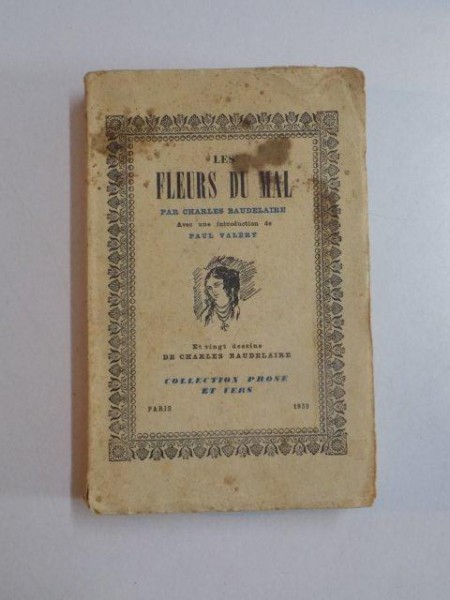 LES
FLEURS DU MAL
PAR CHARLES BAUDELAIRE
Avec une introduction de
PAUL VALÉRY
Et vingt dessins
DE CHARLES BAUDELAIRE
COLLECTION PROSE
ET VERS
PARIS